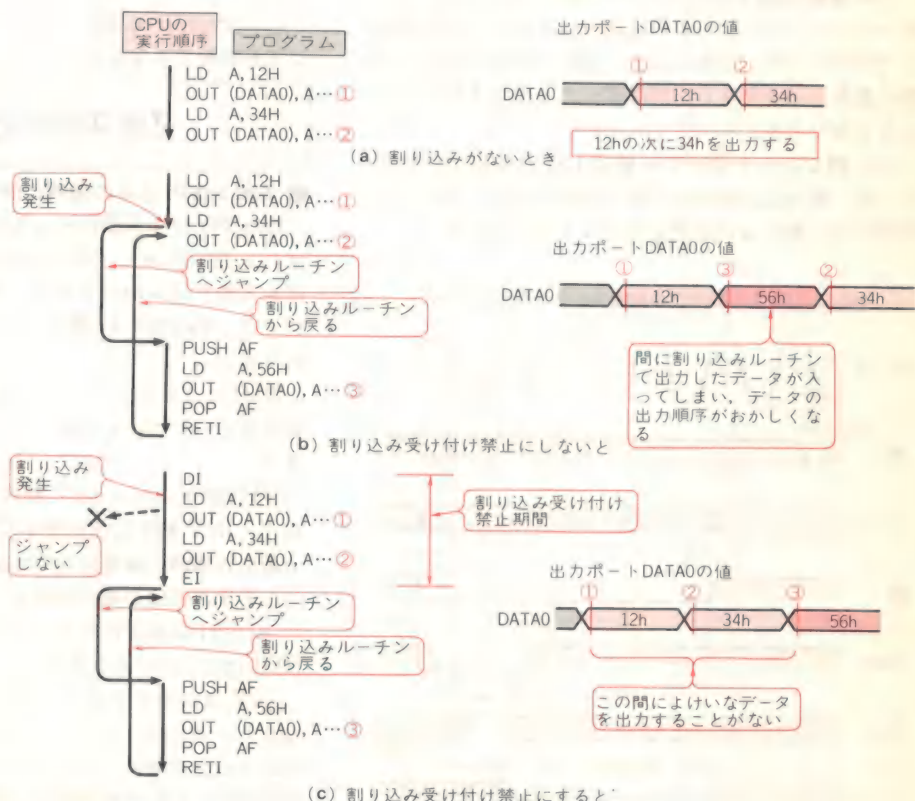 CPUの
実行順序
プログラム
LD A,12H
OUT (DATA0), A…①
LD A,34H
OUT (DATA0), A…②
出力ポートDATA0の値
① ②
DATA0 12h 34h
12hの次に34hを出力する
(a) 割り込みがないとき
割り込み
発生
LD A,12H
OUT (DATA0), A…①
LD A,34H
OUT (DATA0), A…②
割り込みルーチン
へジャンプ
割り込みルーチン
から戻る
PUSH AF
LD A,56H
OUT (DATA0), A…③
POP AF
RETI
出力ポートDATA0の値
① ③ ②
DATA0 12h 56h 34h
間に割り込みルーチン
で出力したデータが入
ってしまい，データの
出力順序がおかしくな
る
(b) 割り込み受け付け禁止にしないと
割り込み
発生
ジャンプ
しない
DI
LD A,12H
OUT (DATA0), A…①
LD A,34H
OUT (DATA0), A…②
EI
割り込み受け付け
禁止期間
割り込みルーチン
へジャンプ
割り込みルーチン
から戻る
PUSH AF
LD A,56H
OUT (DATA0), A…③
POP AF
RETI
出力ポートDATA0の値
① ② ③
DATA0 12h 34h 56h
この間によけいなデータ
を出力することがない
(c) 割り込み受け付け禁止にすると